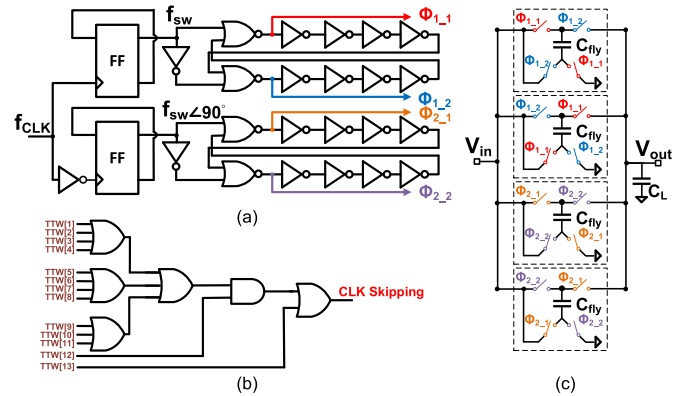 f_SW
FF
Φ1_1
Φ1_2
f_CLK
f_SW∠90°
FF
Φ2_1
Φ2_2
(a)
TTW[1]
TTW[2]
TTW[3]
TTW[4]
TTW[5]
TTW[6]
TTW[7]
TTW[8]
TTW[9]
TTW[10]
TTW[11]
TTW[12]
TTW[13]
CLK Skipping
(b)
Φ1_1 Φ1_2
C_fly
Φ1_2 Φ1_1
Φ1_2 Φ1_1
C_fly
Φ1_1 Φ1_2
V_in
V_out
C_L
Φ2_1 Φ2_2
C_fly
Φ2_2 Φ2_1
Φ2_2 Φ2_1
C_fly
Φ2_1 Φ2_2
(c)